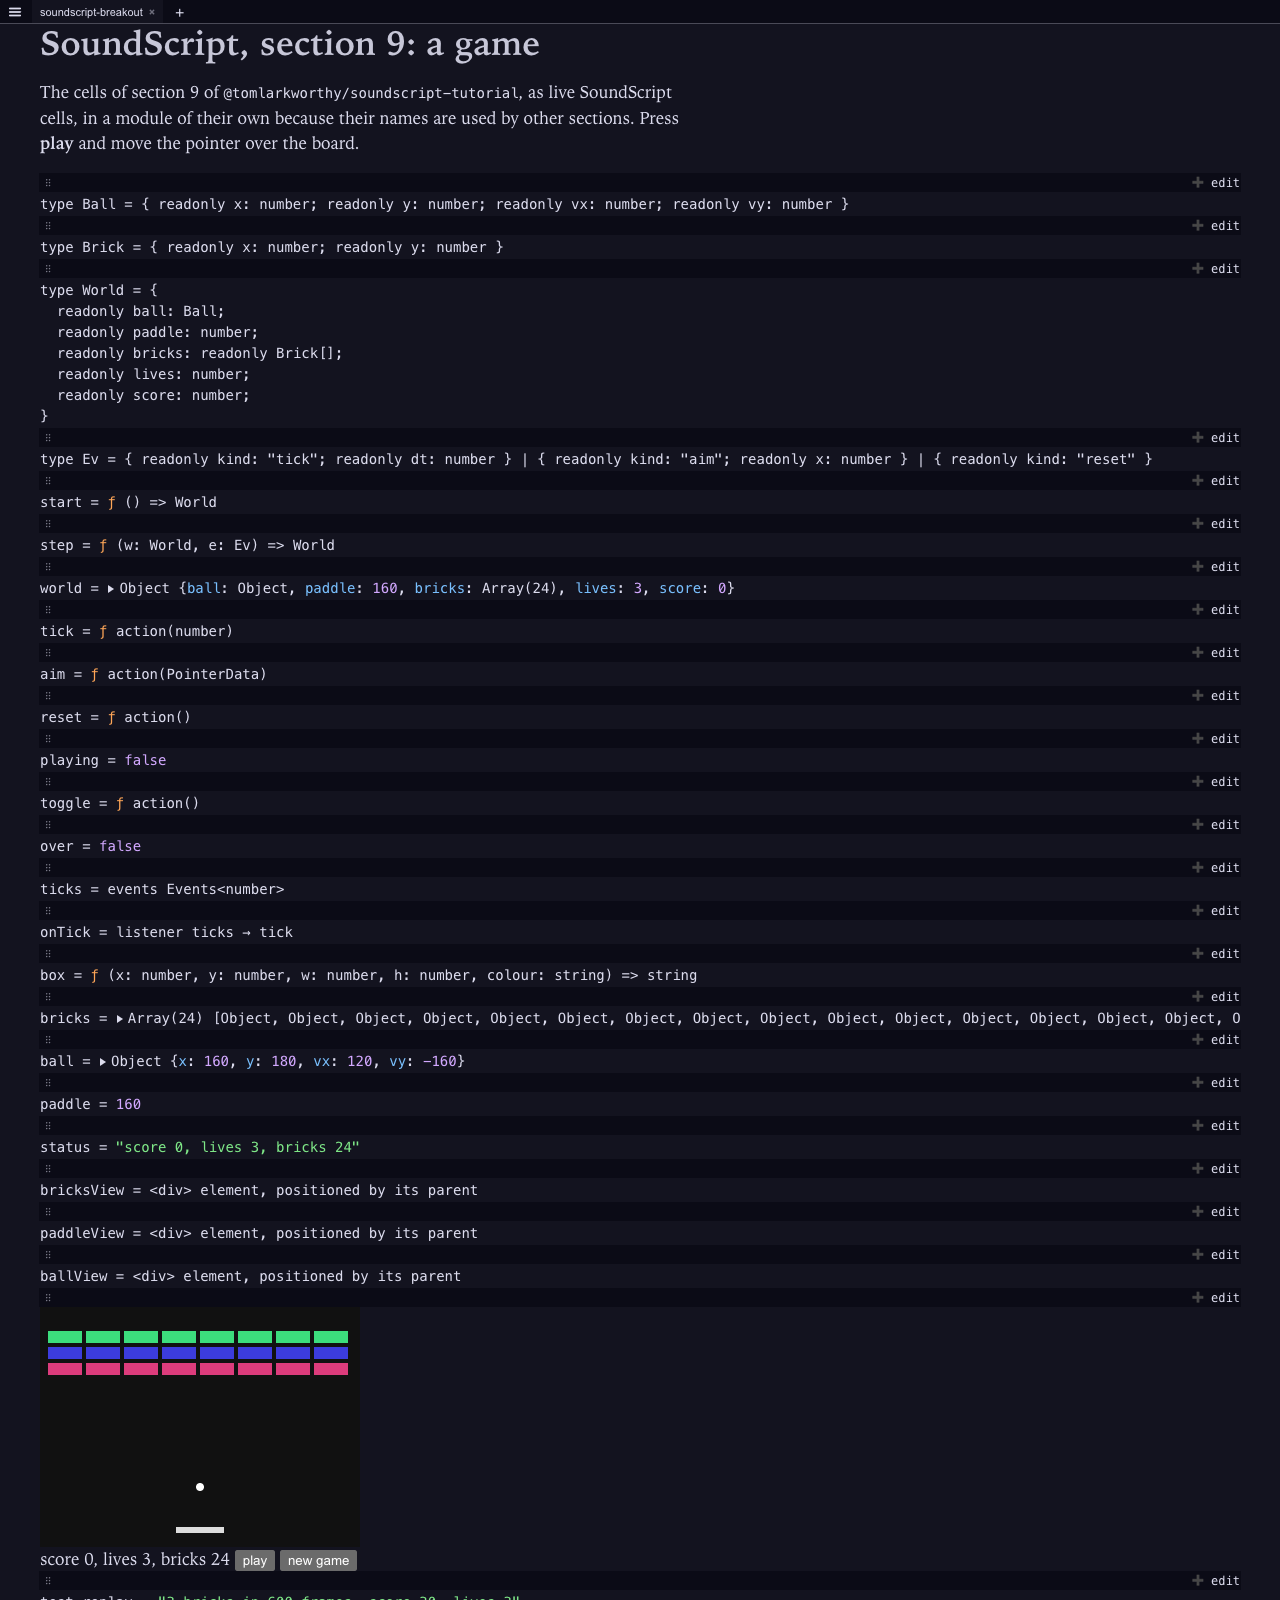 soundscript-breakout × +
SoundScript, section 9: a game
The cells of section 9 of @tomlarkworthy/soundscript-tutorial, as live SoundScript
cells, in a module of their own because their names are used by other sections. Press
play and move the pointer over the board.
+ edit
type Ball = { readonly x: number; readonly y: number; readonly vx: number; readonly vy: number }
+ edit
type Brick = { readonly x: number; readonly y: number }
+ edit
type World = {
  readonly ball: Ball;
  readonly paddle: number;
  readonly bricks: readonly Brick[];
  readonly lives: number;
  readonly score: number;
}
+ edit
type Ev = { readonly kind: "tick"; readonly dt: number } | { readonly kind: "aim"; readonly x: number } | { readonly kind: "reset" }
+ edit
start = ƒ () => World
+ edit
step = ƒ (w: World, e: Ev) => World
+ edit
world = ▸Object {ball: Object, paddle: 160, bricks: Array(24), lives: 3, score: 0}
+ edit
tick = ƒ action(number)
+ edit
aim = ƒ action(PointerData)
+ edit
reset = ƒ action()
+ edit
playing = false
+ edit
toggle = ƒ action()
+ edit
over = false
+ edit
ticks = events Events<number>
+ edit
onTick = listener ticks → tick
+ edit
box = ƒ (x: number, y: number, w: number, h: number, colour: string) => string
+ edit
bricks = ▸Array(24) [Object, Object, Object, Object, Object, Object, Object, Object, Object, Object, Object, Object, Object, Object, Object, O
+ edit
ball = ▸Object {x: 160, y: 180, vx: 120, vy: −160}
+ edit
paddle = 160
+ edit
status = "score 0, lives 3, bricks 24"
+ edit
bricksView = <div> element, positioned by its parent
+ edit
paddleView = <div> element, positioned by its parent
+ edit
ballView = <div> element, positioned by its parent
+ edit
score 0, lives 3, bricks 24 play new game
+ edit